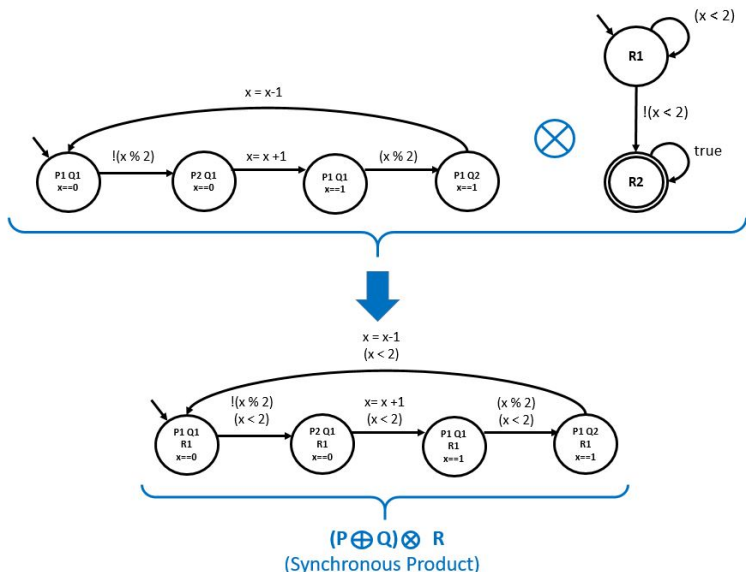 (x < 2)
R1
x = x-1
!(x < 2)
!(x % 2)
x= x +1
(x % 2)
true
P1 Q1
x==0
P2 Q1
x==0
P1 Q1
x==1
P1 Q2
x==1
R2
x = x-1
(x < 2)
!(x % 2)
(x < 2)
x= x +1
(x < 2)
(x % 2)
(x < 2)
P1 Q1
R1
x==0
P2 Q1
R1
x==0
P1 Q1
R1
x==1
P1 Q2
R1
x==1
(P⊕Q)⊗ R
(Synchronous Product)